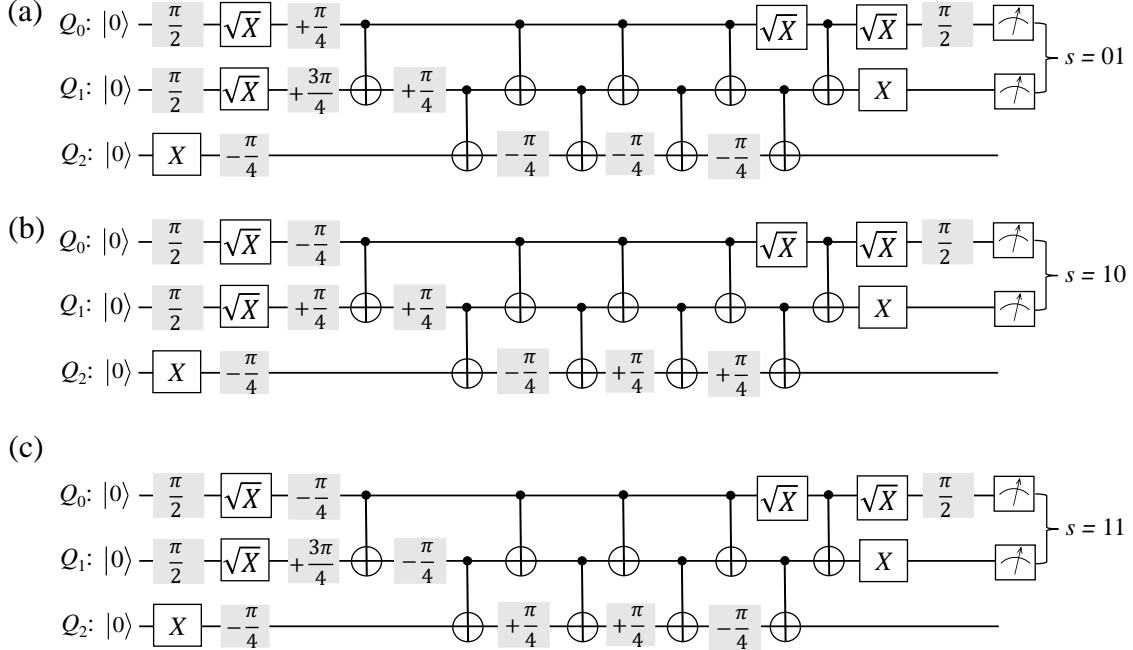 (a)
Q₀: |0⟩ π/2 √X +π/4 √X √X π/2
Q₁: |0⟩ π/2 √X +3π/4 +π/4 X
s = 01
Q₂: |0⟩ X −π/4 −π/4 −π/4 −π/4
(b)
Q₀: |0⟩ π/2 √X −π/4 √X √X π/2
Q₁: |0⟩ π/2 √X +π/4 +π/4 X
s = 10
Q₂: |0⟩ X −π/4 −π/4 +π/4 +π/4
(c)
Q₀: |0⟩ π/2 √X −π/4 √X √X π/2
Q₁: |0⟩ π/2 √X +3π/4 −π/4 X
s = 11
Q₂: |0⟩ X −π/4 +π/4 +π/4 −π/4